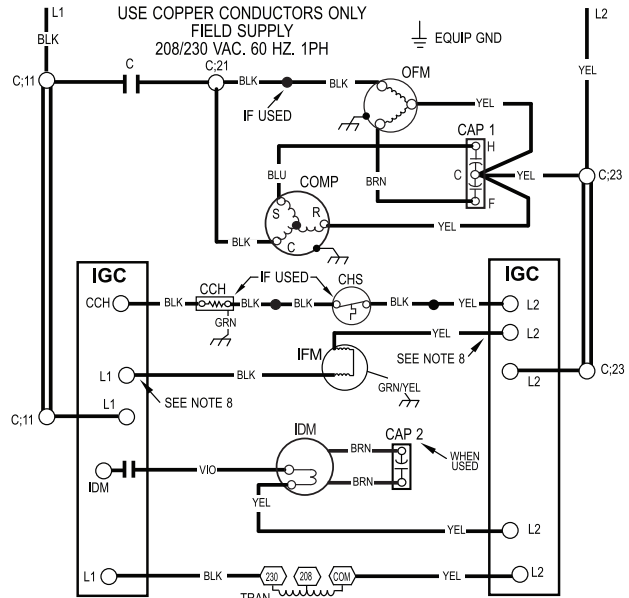 L1
USE COPPER CONDUCTORS ONLY
FIELD SUPPLY
208/230 VAC. 60 HZ. 1PH
L2
BLK
EQUIP GND
YEL
C;11
C
C;21
BLK
BLK
OFM
IF USED
YEL
CAP 1
H
BLU
BRN
C
YEL
C;23
COMP
S
R
F
YEL
BLK
C
IGC
IGC
IF USED
CCH
CHS
CCH
BLK
BLK
BLK
BLK
YEL
L2
GRN
YEL
L2
IFM
SEE NOTE 8
L1
BLK
GRN/YEL
L2
C;23
SEE NOTE 8
L1
C;11
IDM
CAP 2
BRN
WHEN
USED
VIO
IDM
BRN
YEL
YEL
L2
L1
BLK
230
208
COM
YEL
L2
TRAN